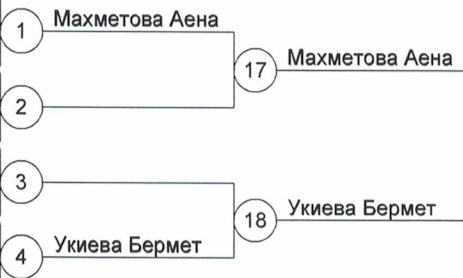 1 Махметова Аена
17 Махметова Аена
2
3
18 Укиева Бермет
4 Укиева Бермет